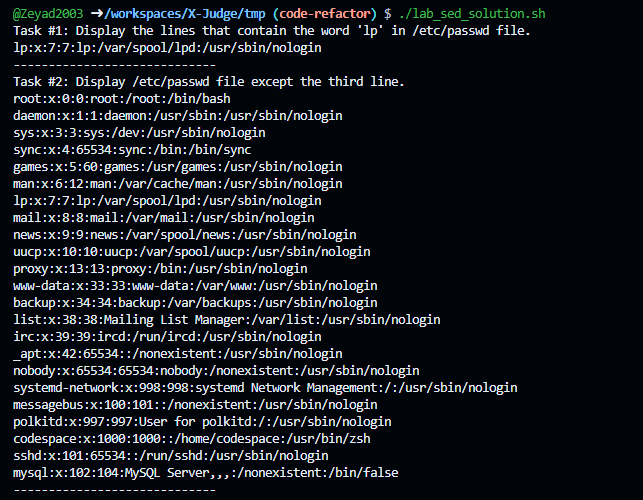 @Zeyad2003 ➜/workspaces/X-Judge/tmp (code-refactor) $ ./lab_sed_solution.sh
Task #1: Display the lines that contain the word 'lp' in /etc/passwd file.
lp:x:7:7:lp:/var/spool/lpd:/usr/sbin/nologin
-----------------------------
Task #2: Display /etc/passwd file except the third line.
root:x:0:0:root:/root:/bin/bash
daemon:x:1:1:daemon:/usr/sbin:/usr/sbin/nologin
sys:x:3:3:sys:/dev:/usr/sbin/nologin
sync:x:4:65534:sync:/bin:/bin/sync
games:x:5:60:games:/usr/games:/usr/sbin/nologin
man:x:6:12:man:/var/cache/man:/usr/sbin/nologin
lp:x:7:7:lp:/var/spool/lpd:/usr/sbin/nologin
mail:x:8:8:mail:/var/mail:/usr/sbin/nologin
news:x:9:9:news:/var/spool/news:/usr/sbin/nologin
uucp:x:10:10:uucp:/var/spool/uucp:/usr/sbin/nologin
proxy:x:13:13:proxy:/bin:/usr/sbin/nologin
www-data:x:33:33:www-data:/var/www:/usr/sbin/nologin
backup:x:34:34:backup:/var/backups:/usr/sbin/nologin
list:x:38:38:Mailing List Manager:/var/list:/usr/sbin/nologin
irc:x:39:39:ircd:/run/ircd:/usr/sbin/nologin
_apt:x:42:65534::/nonexistent:/usr/sbin/nologin
nobody:x:65534:65534:nobody:/nonexistent:/usr/sbin/nologin
systemd-network:x:998:998:systemd Network Management:/:/usr/sbin/nologin
messagebus:x:100:101::/nonexistent:/usr/sbin/nologin
polkitd:x:997:997:User for polkitd:/:/usr/sbin/nologin
codespace:x:1000:1000::/home/codespace:/usr/bin/zsh
sshd:x:101:65534::/run/sshd:/usr/sbin/nologin
mysql:x:102:104:MySQL Server,,,:/nonexistent:/bin/false
-----------------------------